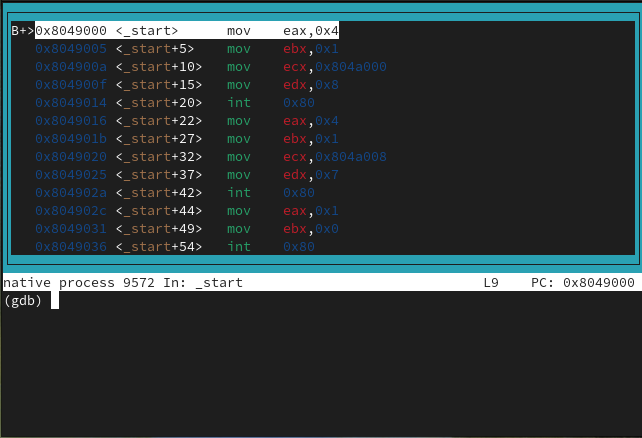 B+>0x8049000 <_start>      mov    eax,0x4
0x8049005 <_start+5>    mov    ebx,0x1
0x804900a <_start+10>   mov    ecx,0x804a000
0x804900f <_start+15>   mov    edx,0x8
0x8049014 <_start+20>   int    0x80
0x8049016 <_start+22>   mov    eax,0x4
0x804901b <_start+27>   mov    ebx,0x1
0x8049020 <_start+32>   mov    ecx,0x804a008
0x8049025 <_start+37>   mov    edx,0x7
0x804902a <_start+42>   int    0x80
0x804902c <_start+44>   mov    eax,0x1
0x8049031 <_start+49>   mov    ebx,0x0
0x8049036 <_start+54>   int    0x80
native process 9572 In: _start                              L9    PC: 0x8049000
(gdb)